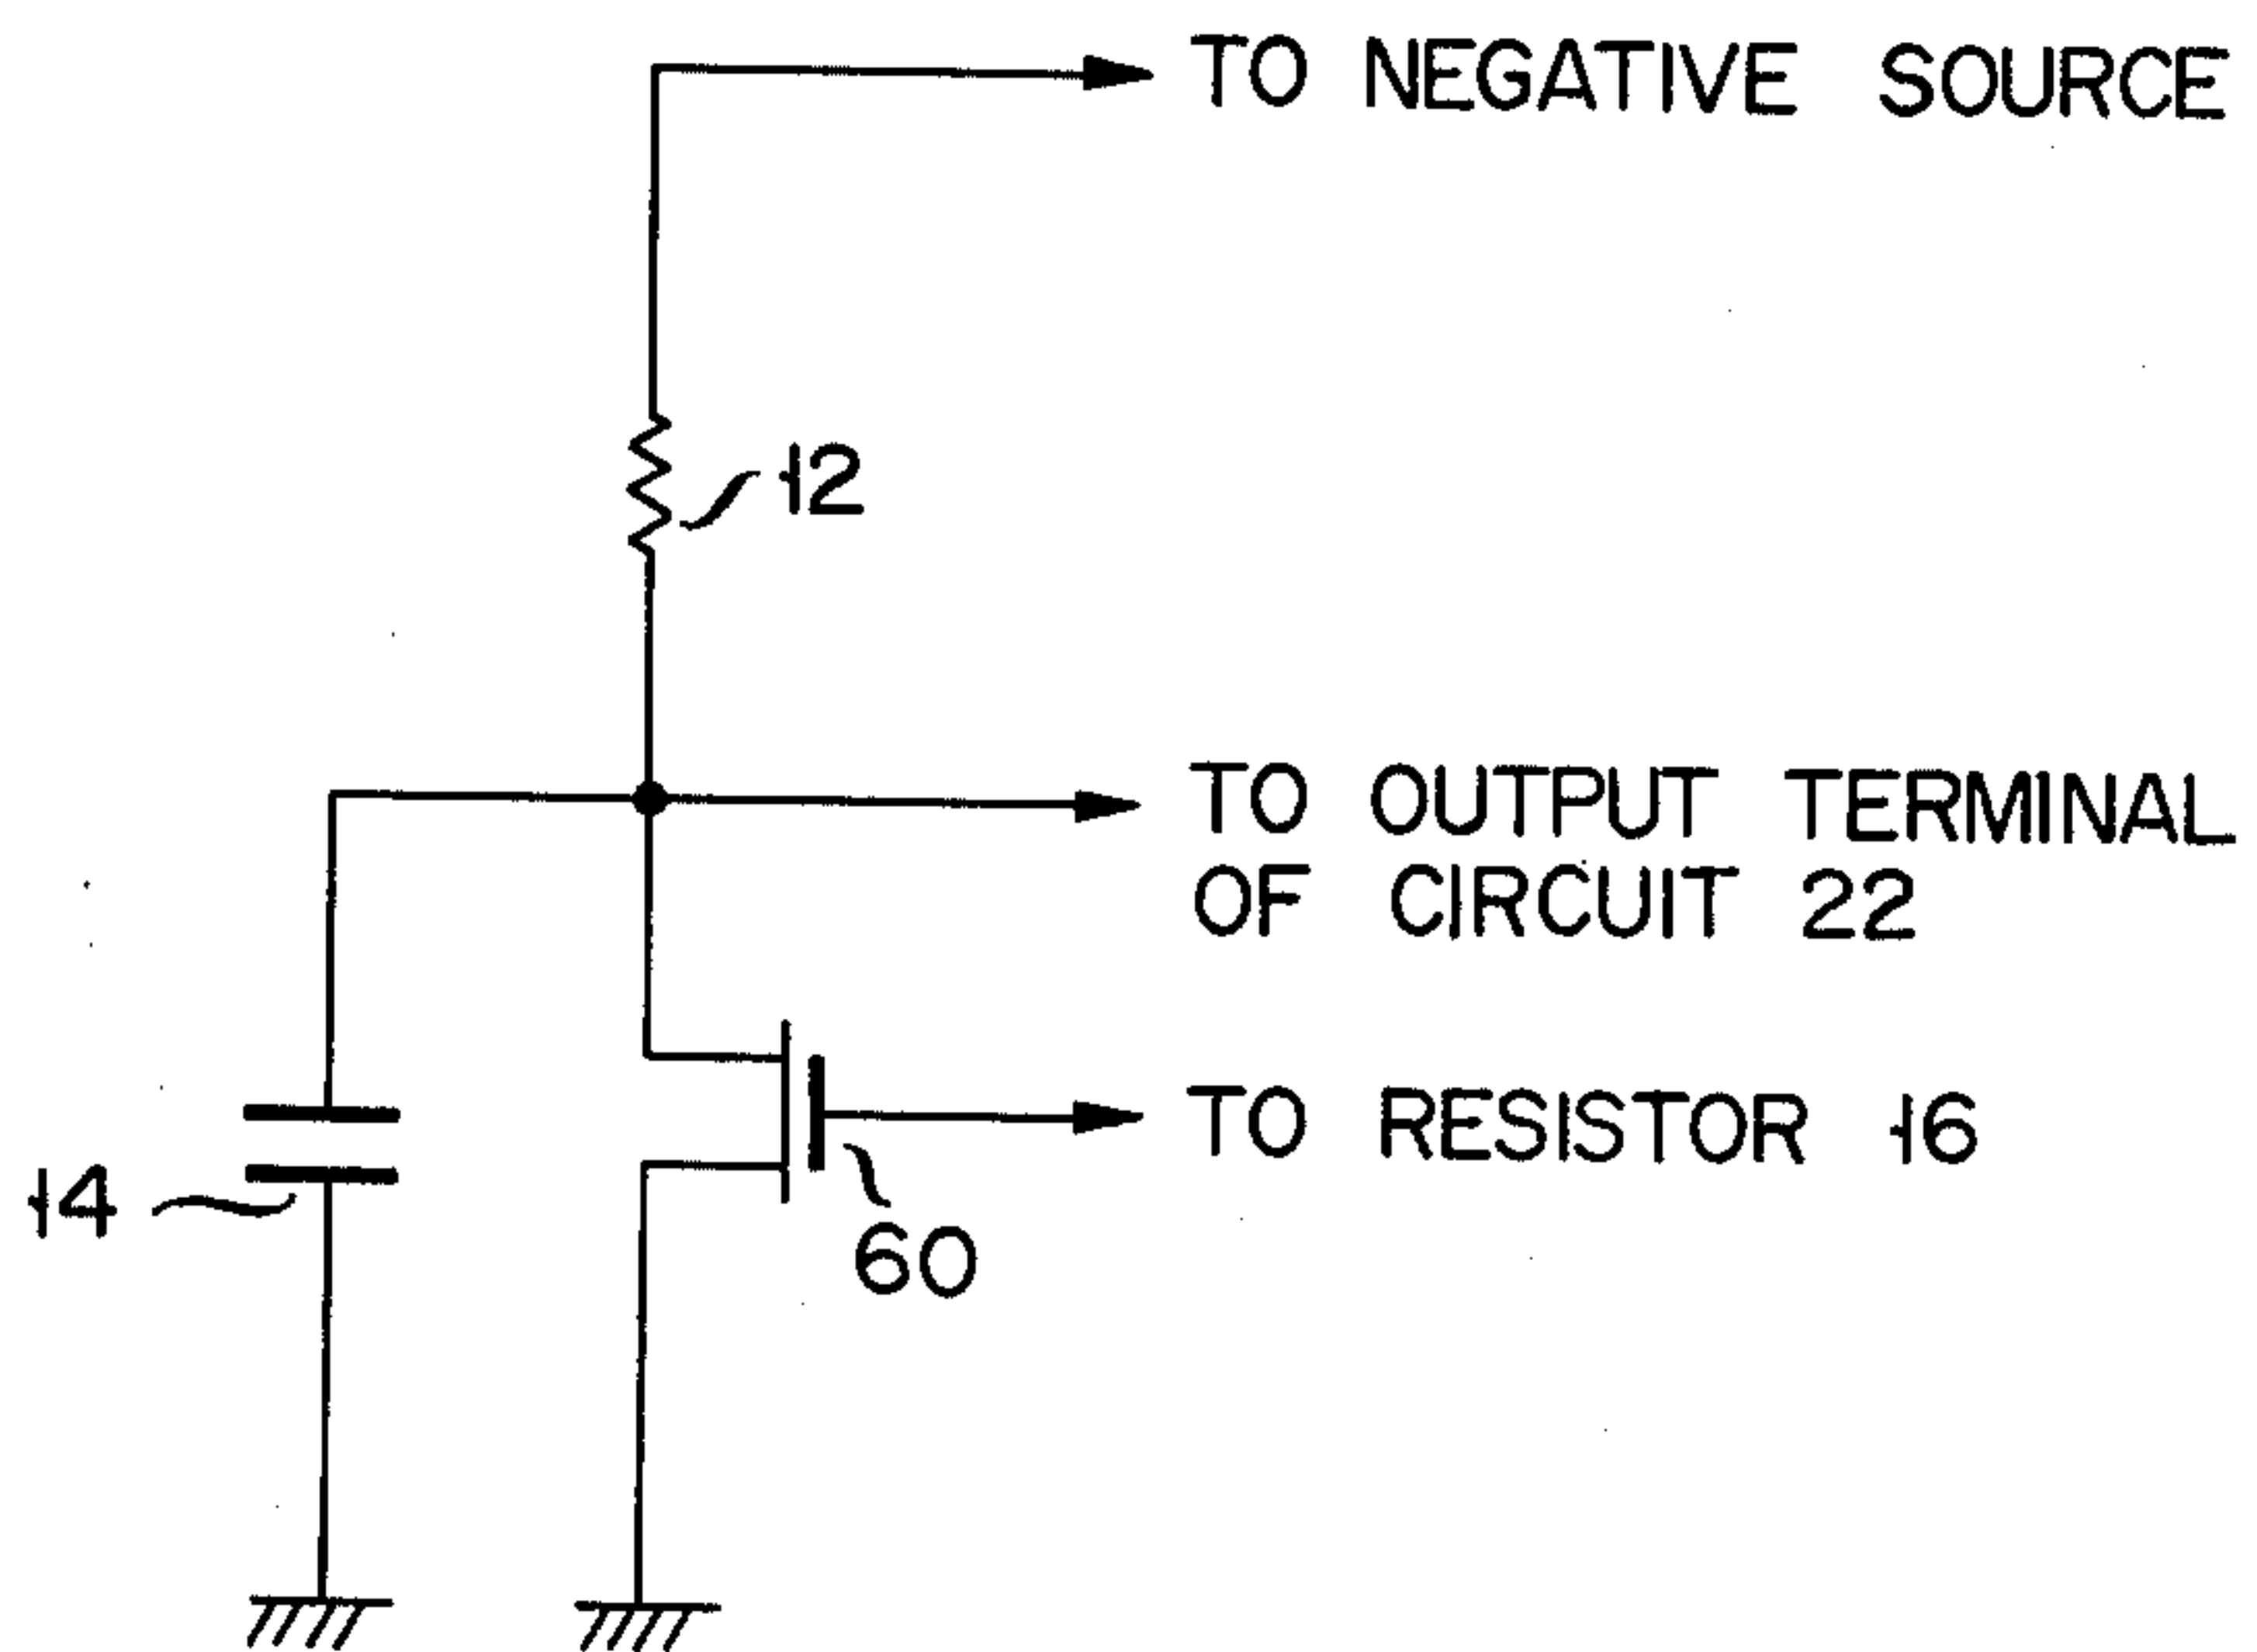 TO NEGATIVE SOURCE
12
TO OUTPUT TERMINAL
OF CIRCUIT 22
TO RESISTOR 16
14
60